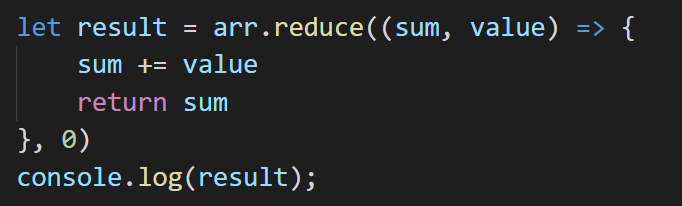 let result = arr.reduce((sum, value) => {
    sum += value
    return sum
}, 0)
console.log(result);